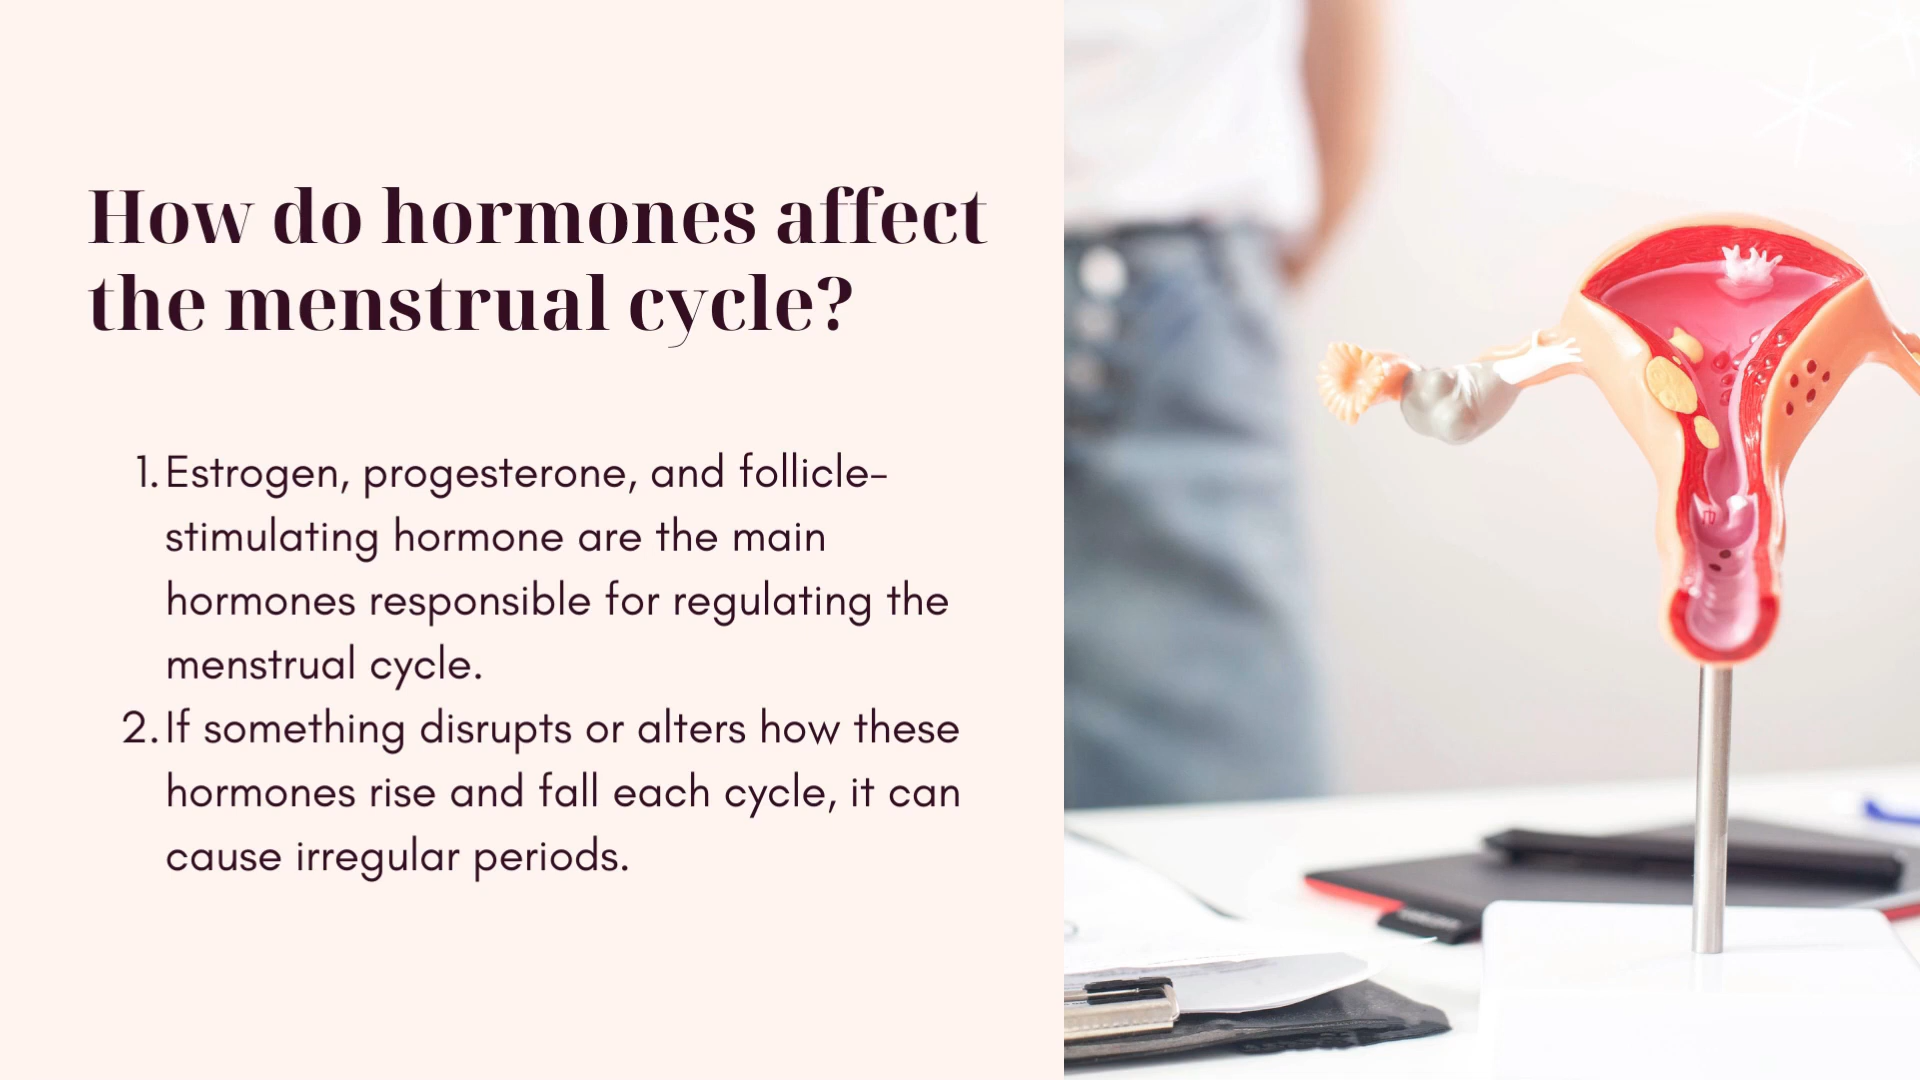 How do hormones affect
the menstrual cycle?
1. Estrogen, progesterone, and follicle-
stimulating hormone are the main
hormones responsible for regulating the
menstrual cycle.
2. If something disrupts or alters how these
hormones rise and fall each cycle, it can
cause irregular periods.